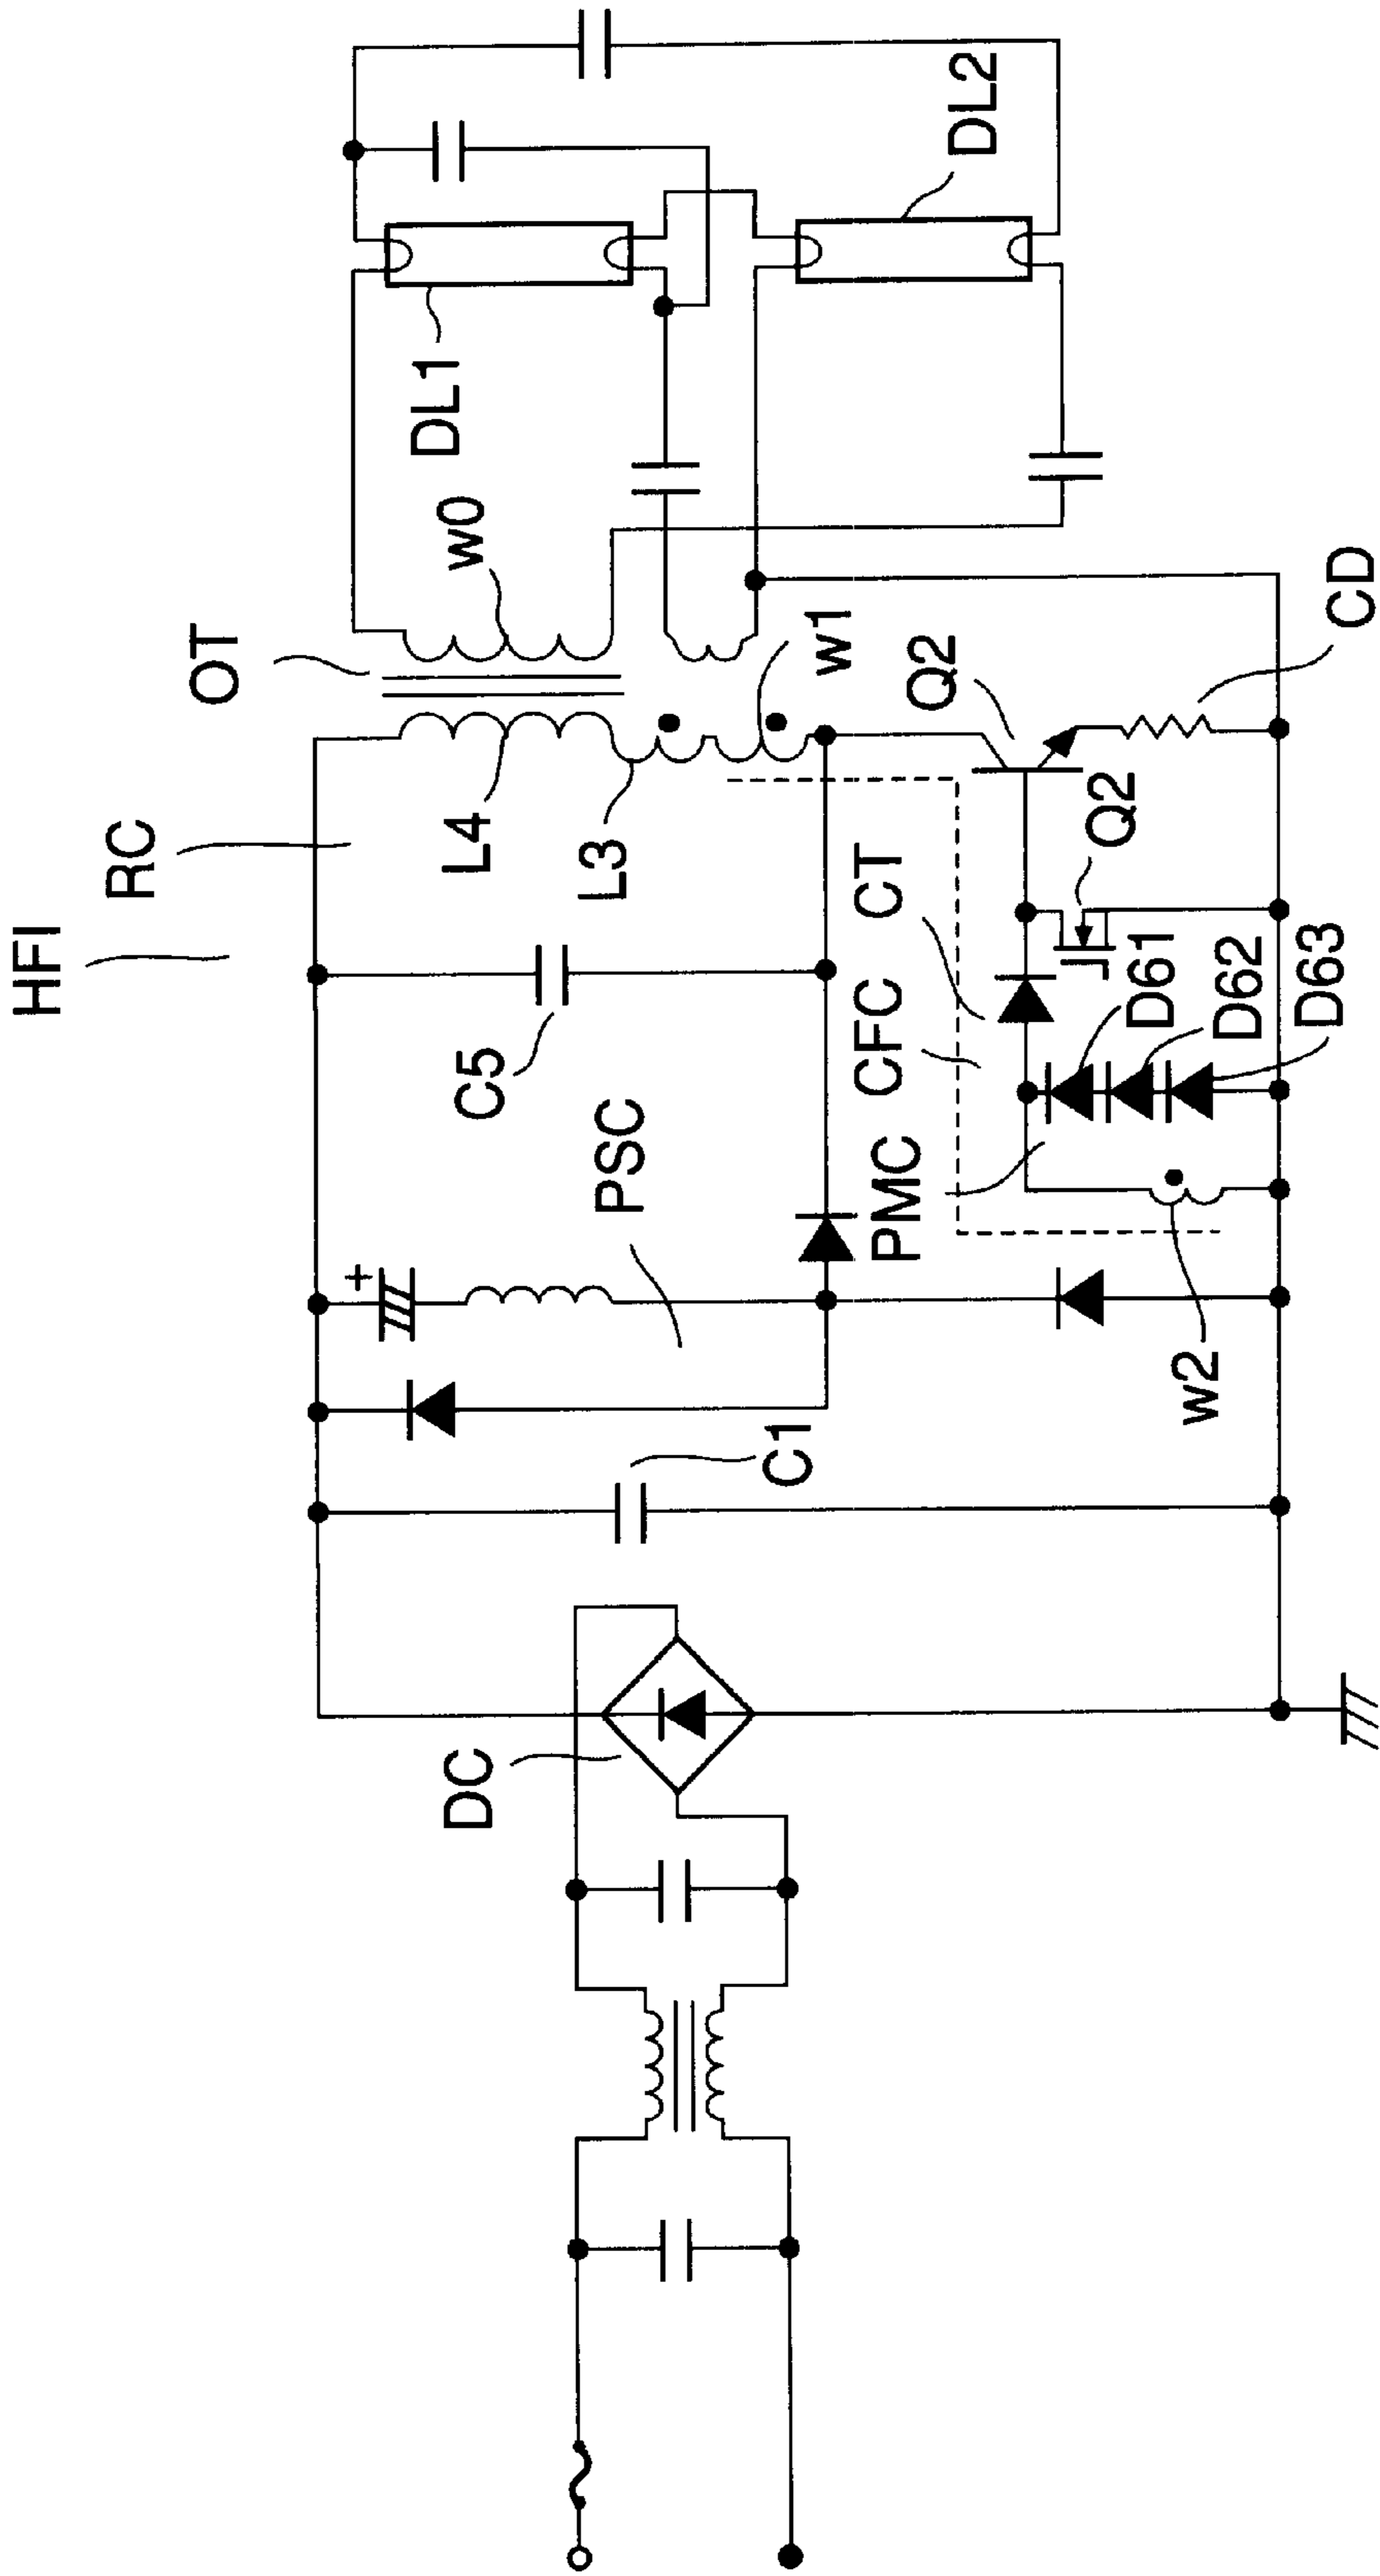 HFI
RC
OT
L4
w0
DL1
DL2
L3
w1
C5
PSC
C1
DC
Q2
CD
Q2
CT
CFC
PMC
D61
D62
D63
w2
+